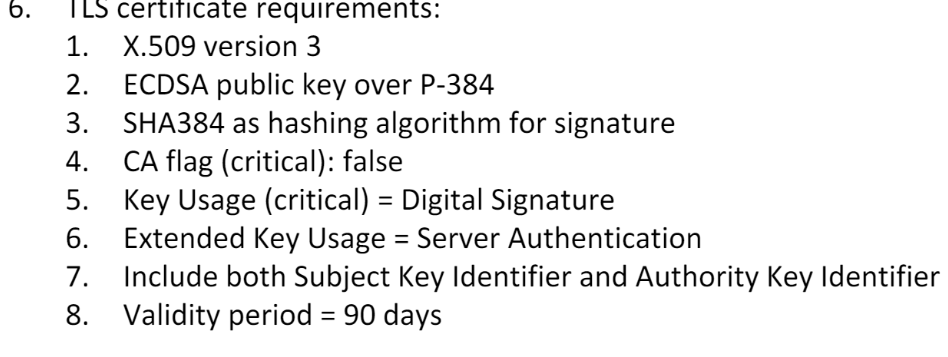 6. TLS certificate requirements:
1. X.509 version 3
2. ECDSA public key over P-384
3. SHA384 as hashing algorithm for signature
4. CA flag (critical): false
5. Key Usage (critical) = Digital Signature
6. Extended Key Usage = Server Authentication
7. Include both Subject Key Identifier and Authority Key Identifier
8. Validity period = 90 days